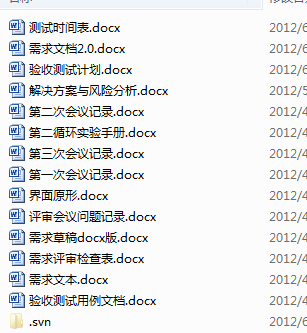 测试时间表.docx 2012/6
需求文档2.0.docx 2012/6
验收测试计划.docx 2012/6
解决方案与风险分析.docx 2012/5
第二次会议记录.docx 2012/4
第二循环实验手册.docx 2012/4
第三次会议记录.docx 2012/4
第一次会议记录.docx 2012/4
界面原形.docx 2012/4
评审会议问题记录.docx 2012/4
需求草稿docx版.docx 2012/4
需求评审检查表.docx 2012/4
需求文本.docx 2012/4
验收测试用例文档.docx 2012/4
.svn 2012/6